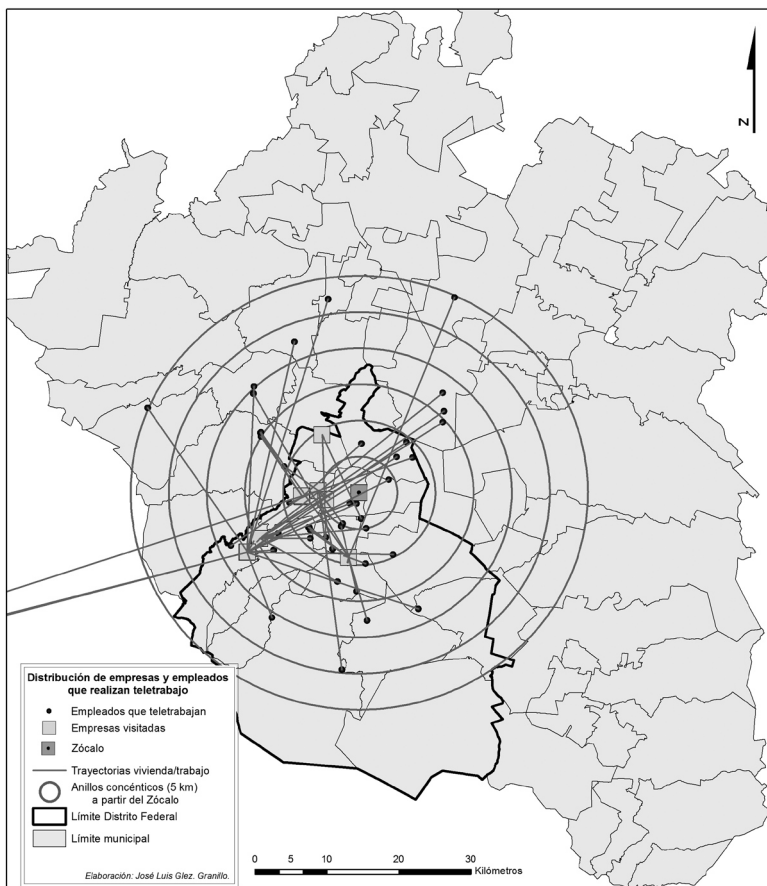 N
Distribución de empresas y empleados
que realizan teletrabajo
Empleados que teletrabajan
Empresas visitadas
Zócalo
Trayectorias vivienda/trabajo
Anillos concénticos (5 km)
a partir del Zócalo
Límite Distrito Federal
Límite municipal
Elaboración: José Luis Glez. Granillo.
0 5 10 20 30
Kilómetros